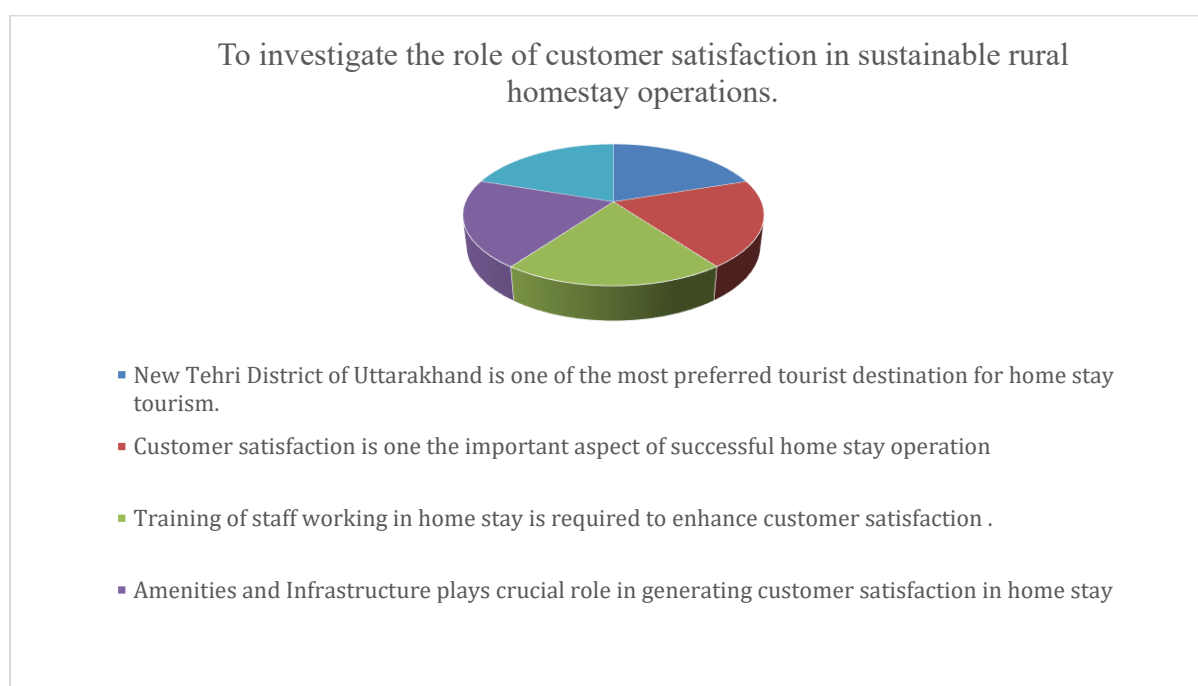 To investigate the role of customer satisfaction in sustainable rural
homestay operations.
New Tehri District of Uttarakhand is one of the most preferred tourist destination for home stay
tourism.
Customer satisfaction is one the important aspect of successful home stay operation
Training of staff working in home stay is required to enhance customer satisfaction .
Amenities and Infrastructure plays crucial role in generating customer satisfaction in home stay